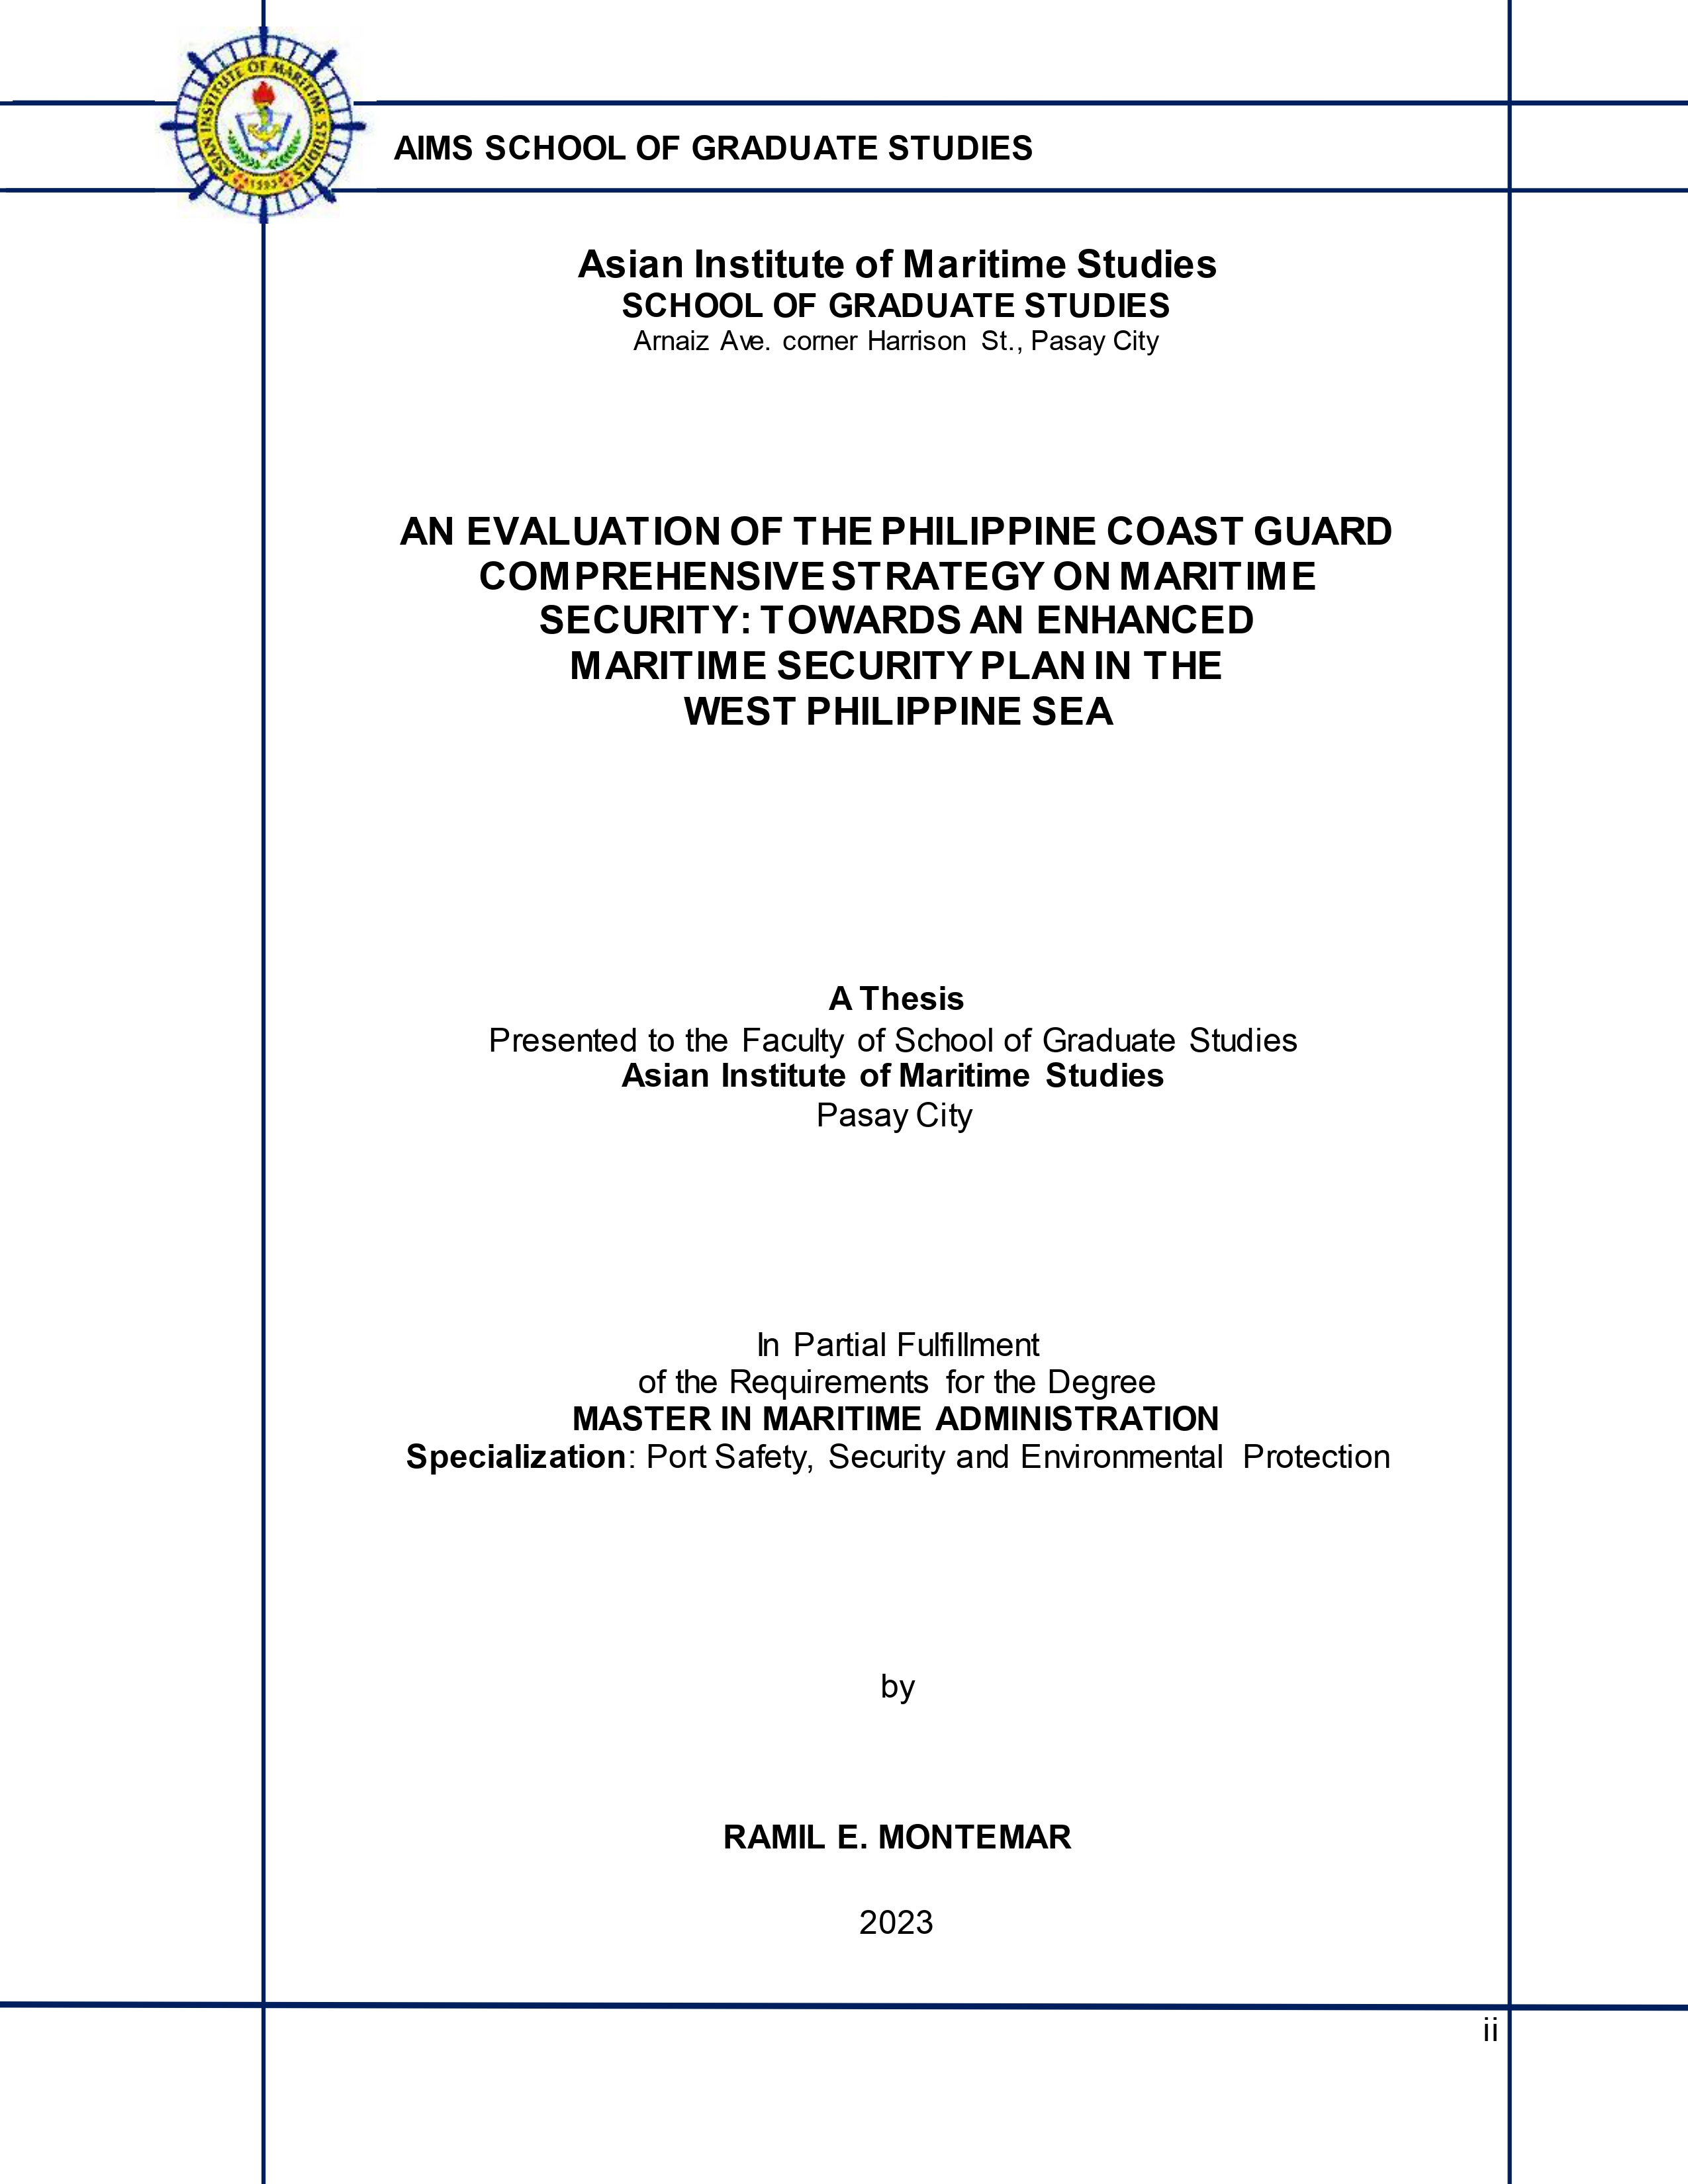 ASIAN INSTITUTE OF MARITIME STUDIES
1993
AIMS SCHOOL OF GRADUATE STUDIES
Asian Institute of Maritime Studies
SCHOOL OF GRADUATE STUDIES
Arnaiz Ave. corner Harrison St., Pasay City
AN EVALUATION OF THE PHILIPPINE COAST GUARD
COMPREHENSIVE STRATEGY ON MARITIME
SECURITY: TOWARDS AN ENHANCED
MARITIME SECURITY PLAN IN THE
WEST PHILIPPINE SEA
A Thesis
Presented to the Faculty of School of Graduate Studies
Asian Institute of Maritime Studies
Pasay City
In Partial Fulfillment
of the Requirements for the Degree
MASTER IN MARITIME ADMINISTRATION
Specialization: Port Safety, Security and Environmental Protection
by
RAMIL E. MONTEMAR
2023
ii